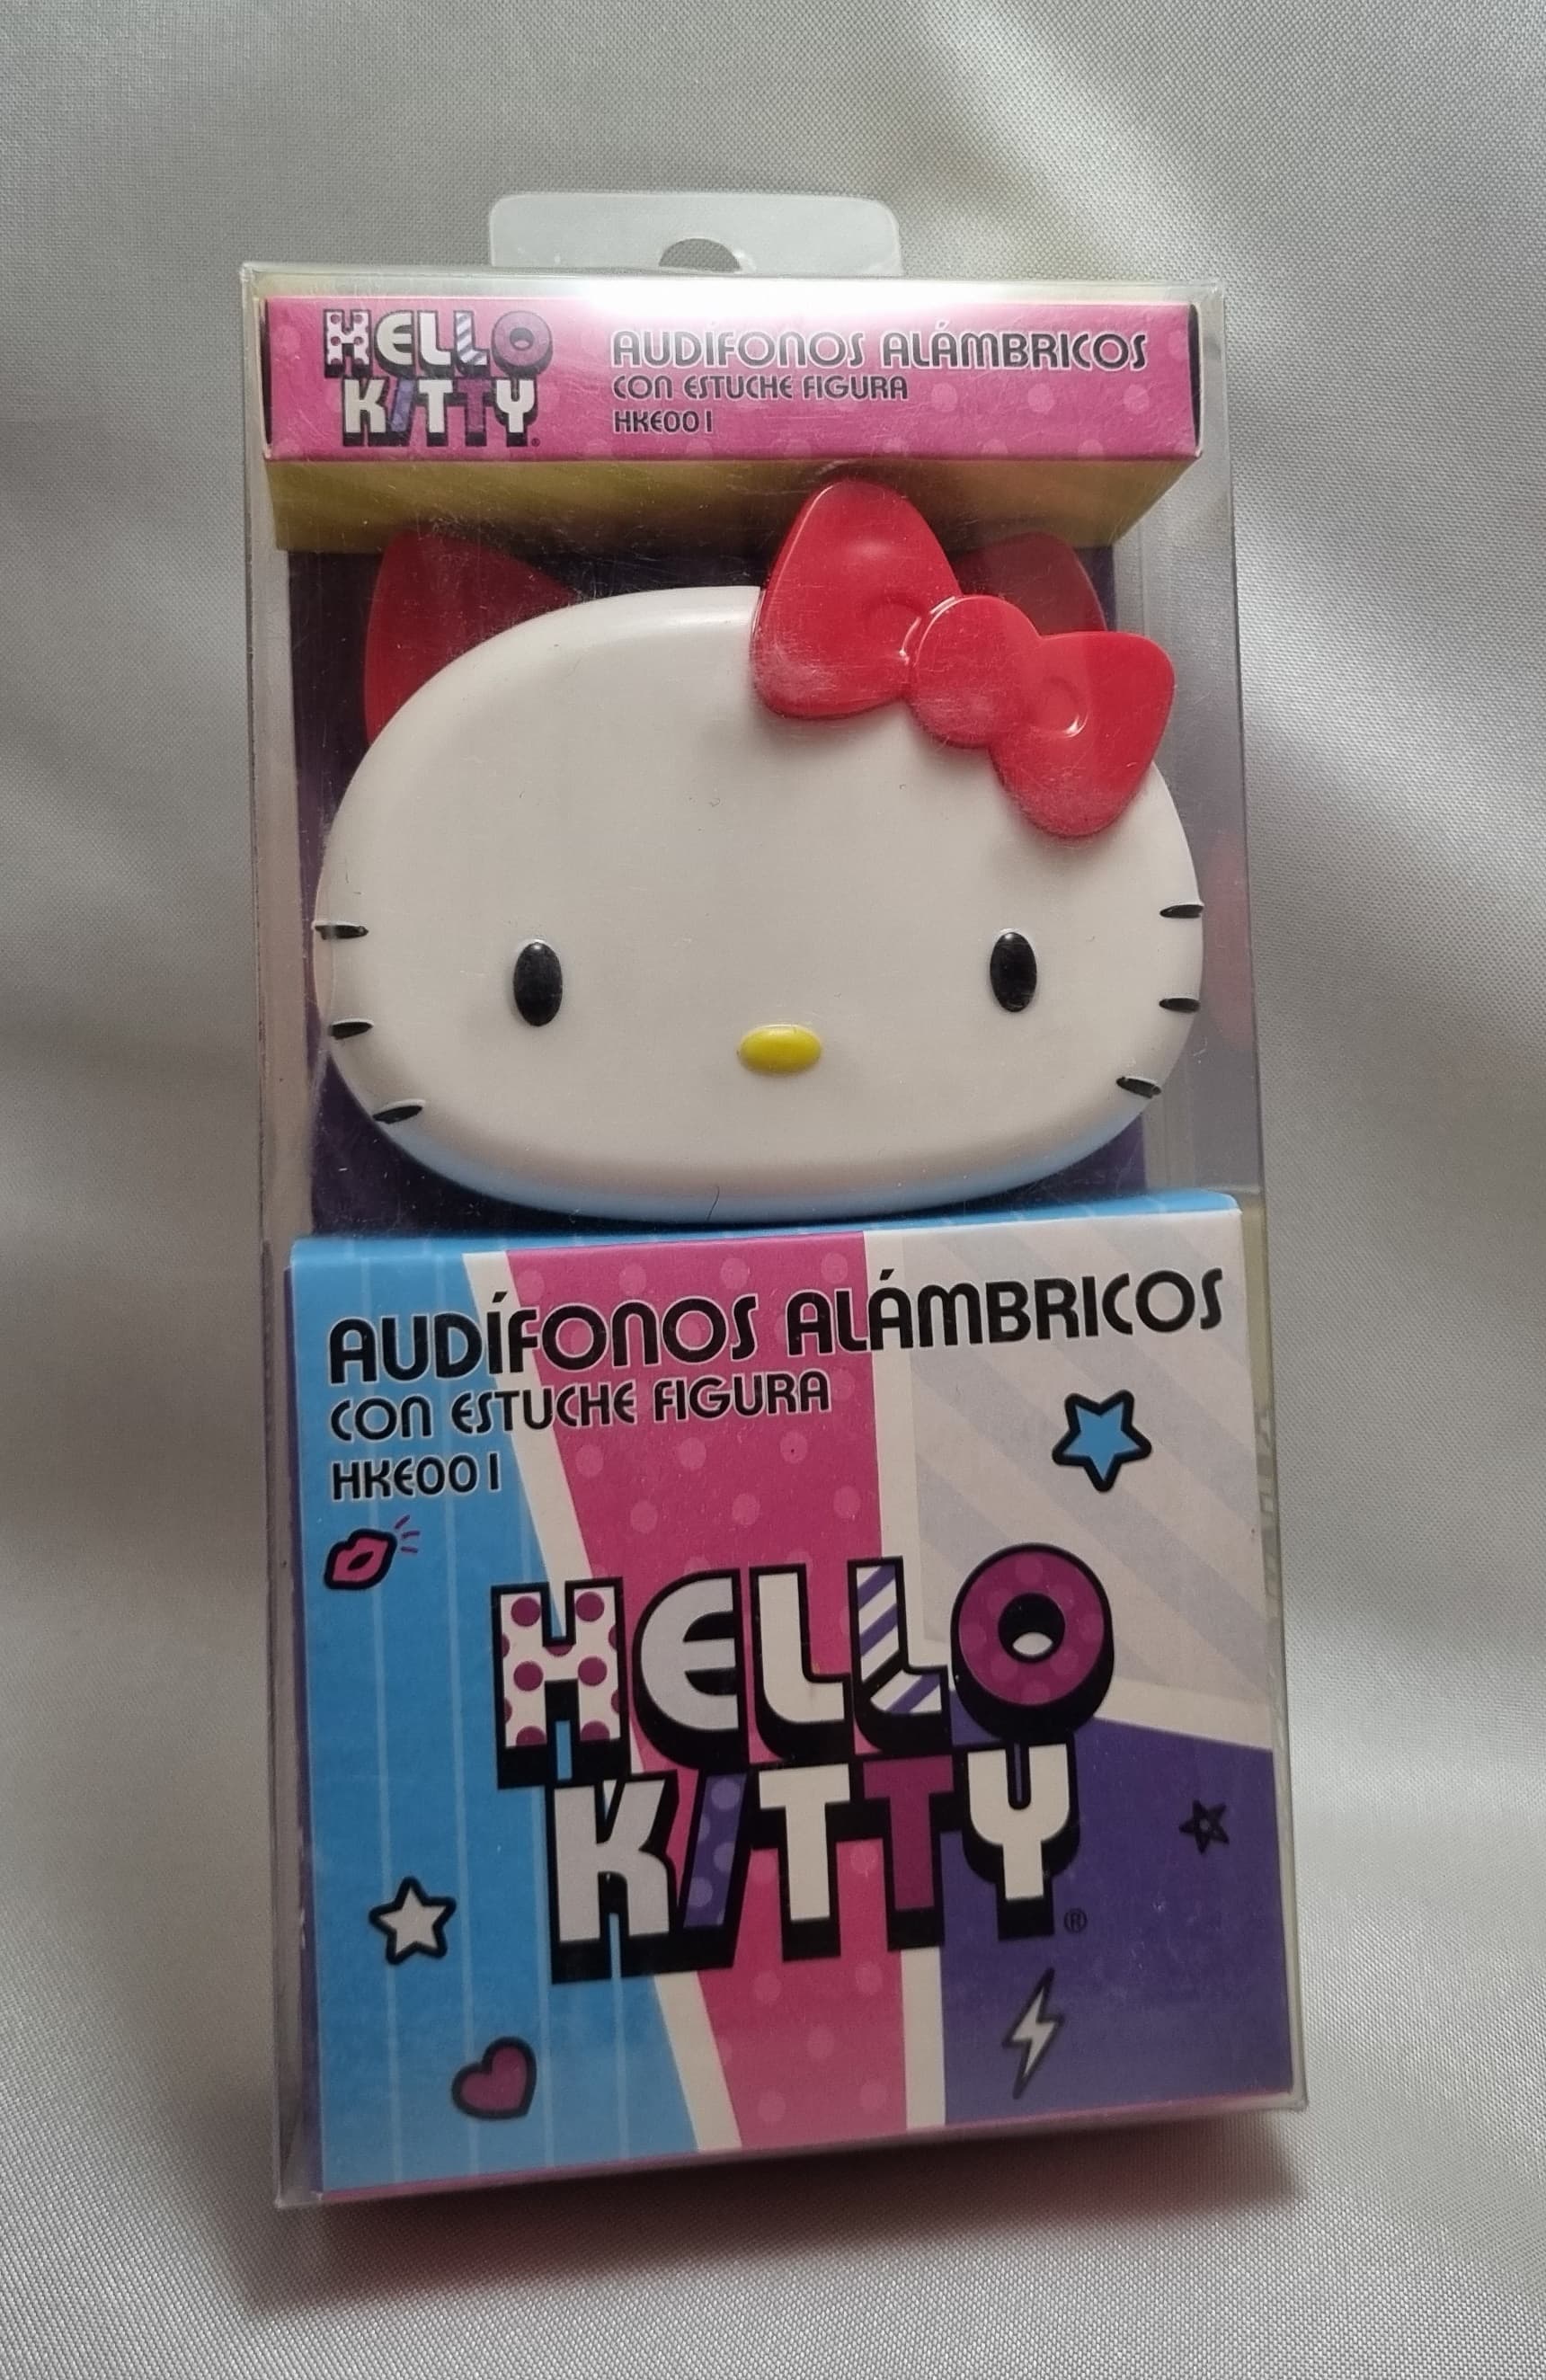 HELLO
KITTY®
AUDÍFONOS ALÁMBRICOS
CON ESTUCHE FIGURA
HKE001
AUDÍFONOS ALÁMBRICOS
CON ESTUCHE FIGURA
HKE001
HELLO
KITTY®